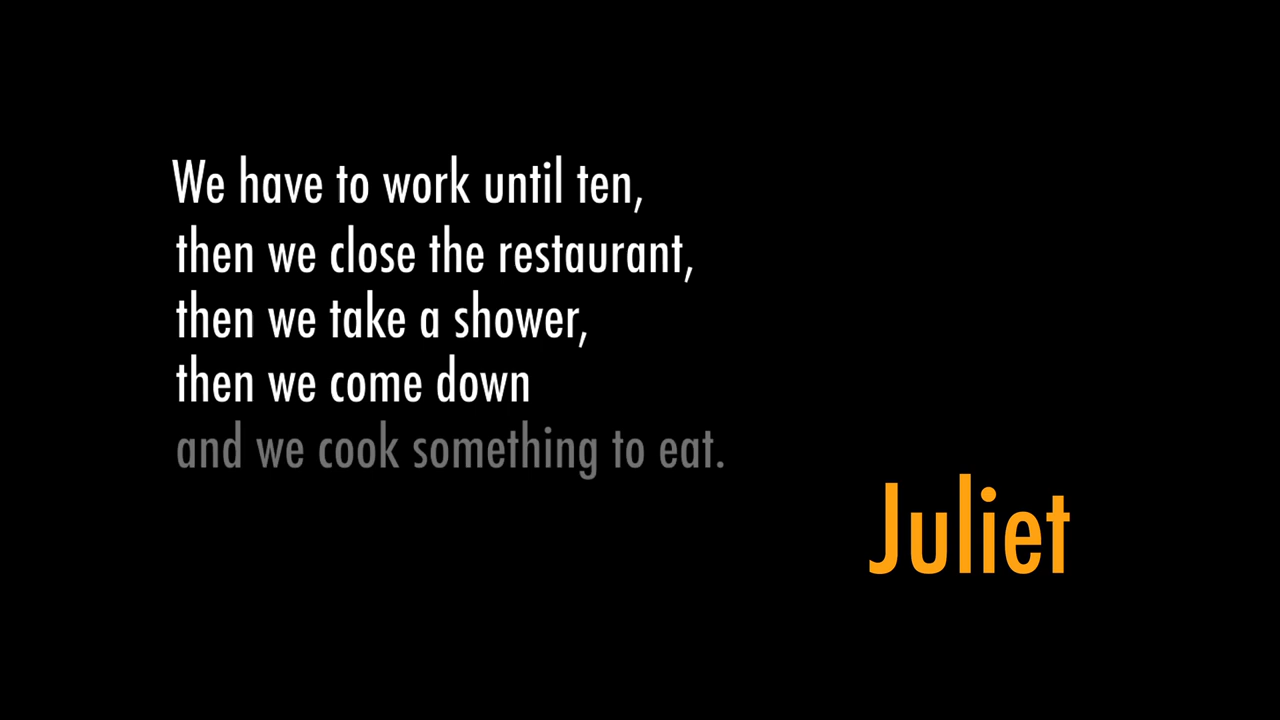 We have to work until ten,
then we close the restaurant,
then we take a shower,
then we come down
and we cook something to eat.
Juliet